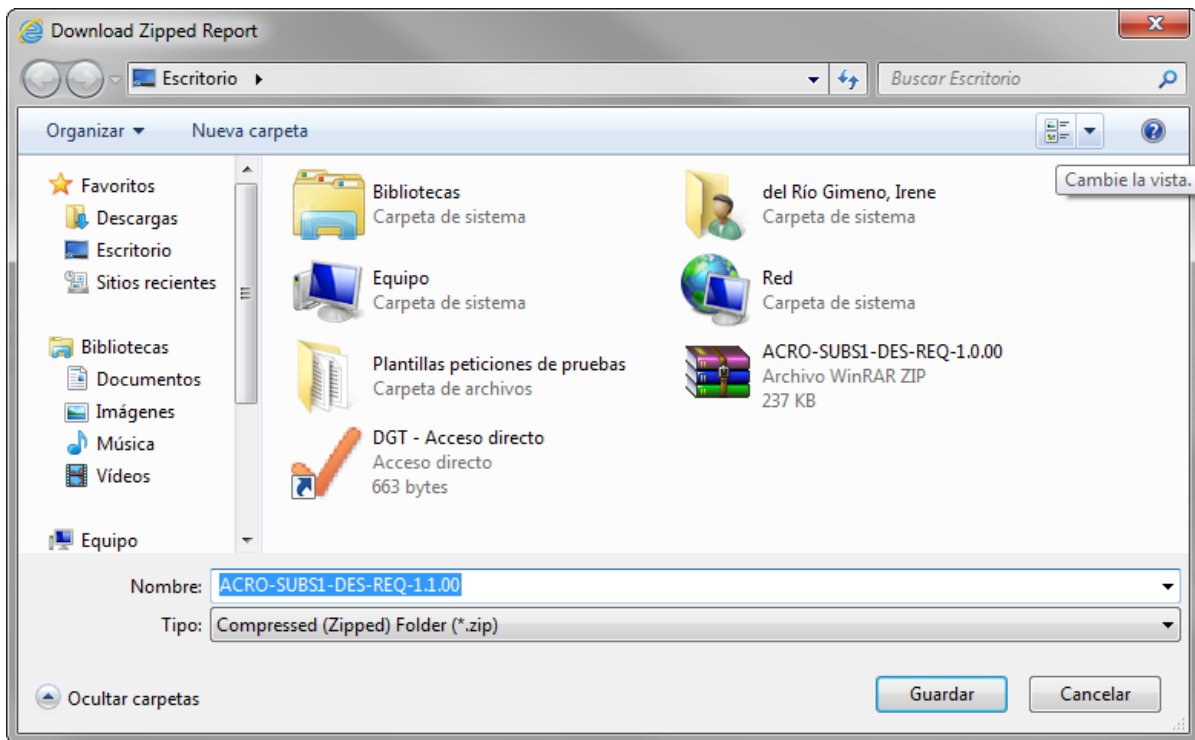 Download Zipped Report
Escritorio
Buscar Escritorio
Organizar
Nueva carpeta
Cambie la vista.
Favoritos
Descargas
Escritorio
Sitios recientes
Bibliotecas
Documentos
Imágenes
Música
Vídeos
Equipo
Bibliotecas
Carpeta de sistema
del Río Gimeno, Irene
Carpeta de sistema
Equipo
Carpeta de sistema
Red
Carpeta de sistema
Plantillas peticiones de pruebas
Carpeta de archivos
ACRO-SUBS1-DES-REQ-1.0.00
Archivo WinRAR ZIP
237 KB
DGT - Acceso directo
Acceso directo
663 bytes
Nombre: ACRO-SUBS1-DES-REQ-1.1.00
Tipo: Compressed (Zipped) Folder (*.zip)
Ocultar carpetas
Guardar
Cancelar